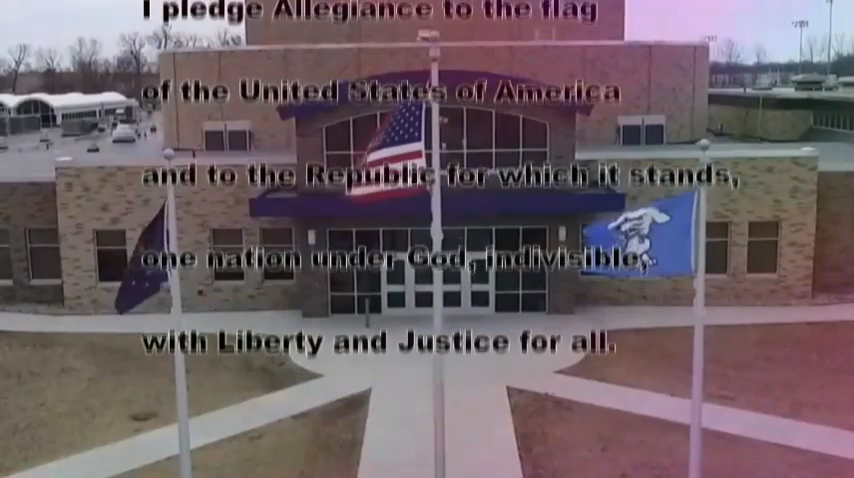 I pledge Allegiance to the flag
of the United States of America
and to the Republic for which it stands,
one nation under God, indivisible,
with Liberty and Justice for all.